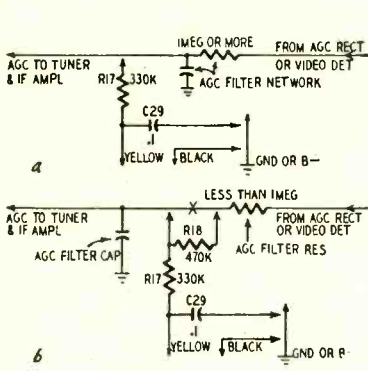 1MEG OR MORE
FROM AGC RECT
OR VIDEO DET
AGC TO TUNER
& IF AMPL
R17 330K
AGC FILTER NETWORK
C29
.1
YELLOW
BLACK
GND OR B-
a
LESS THAN 1MEG
X
AGC TO TUNER
& IF AMPL
FROM AGC RECT
OR VIDEO DET
R18
470K
AGC FILTER CAP
AGC FILTER RES
R17 330K
C29
.1
YELLOW
BLACK
GND OR B-
b